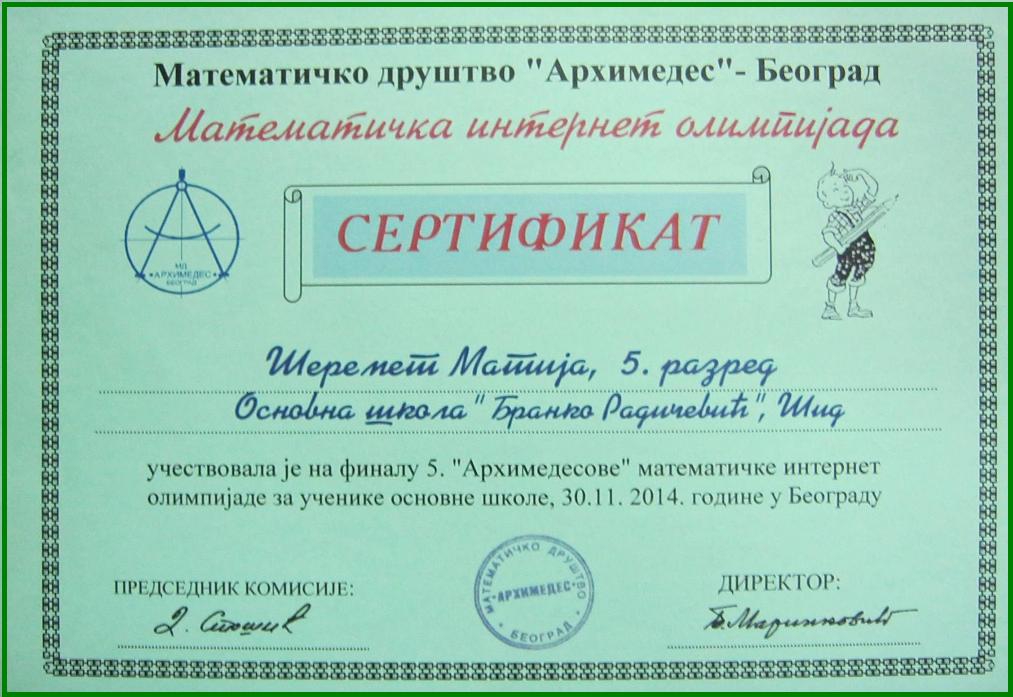 Математичко друштво "Архимедес"- Београд
Математичка интернет олимпијада
СЕРТИФИКАТ
МД
•АРХИМЕДЕС•
БЕОГРАД
Шеремет Матија, 5. разред
Основна школа "Бранко Радичевић", Шид
учествовала је на финалу 5. "Архимедесове" математичке интернет
олимпијаде за ученике основне школе, 30.11. 2014. године у Београду
ПРЕДСЕДНИК КОМИСИЈЕ:
ДИРЕКТОР:
МАТЕМАТИЧКО ДРУШТВО
•АРХИМЕДЕС•
• БЕОГРАД •
Б. Маринковић